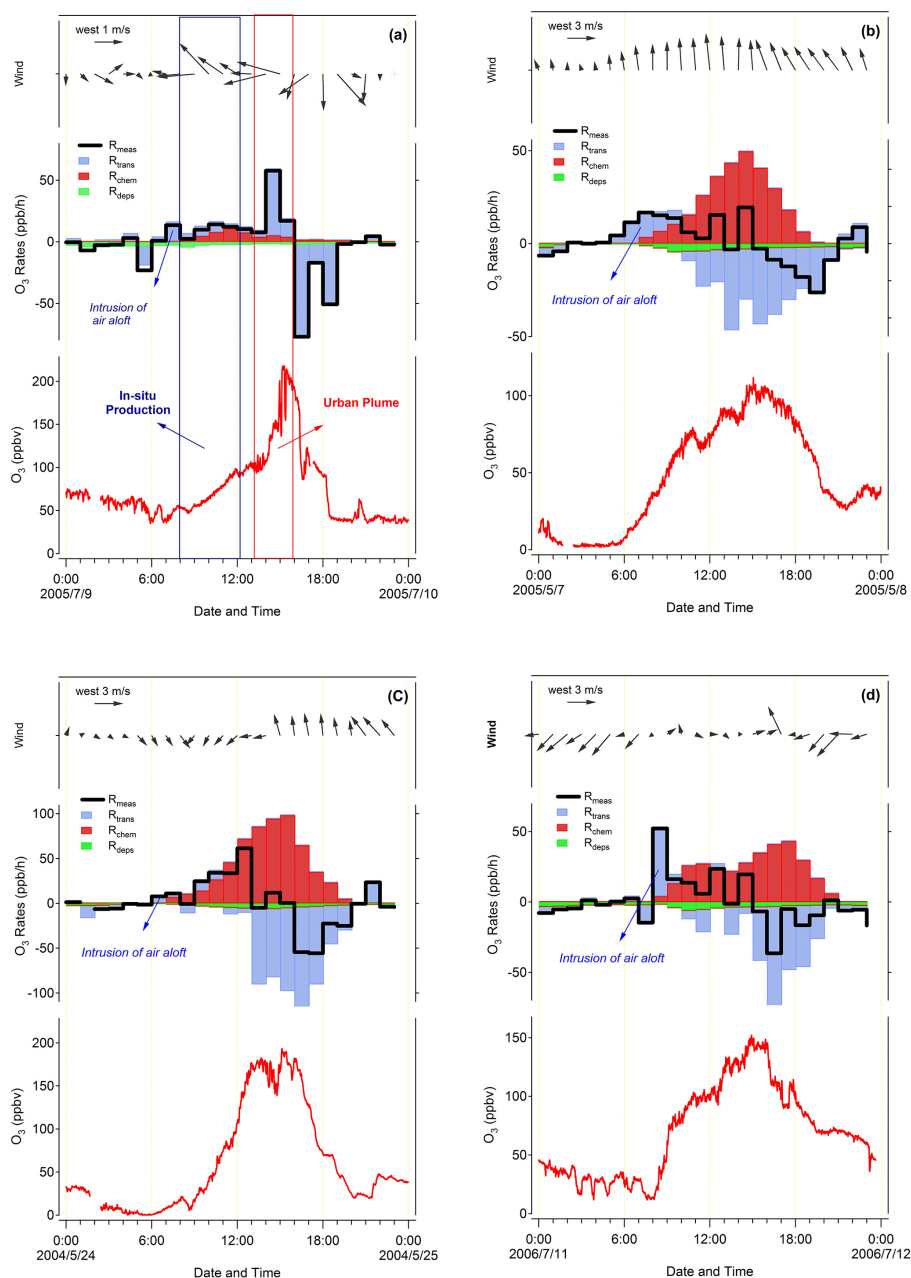 west 1 m/s
(a)
Wind
R_meas
R_trans
R_chem
R_deps
50
0
-50
O₃ Rates (ppb/h)
Intrusion of
air aloft
200
150
100
50
0
O₃ (ppbv)
In-situ
Production
Urban Plume
0:00 6:00 12:00 18:00 0:00
2005/7/9 2005/7/10
Date and Time
west 3 m/s
(b)
Wind
R_meas
R_trans
R_chem
R_deps
50
0
-50
O₃ Rates (ppb/h)
Intrusion of air aloft
100
50
0
O₃ (ppbv)
0:00 6:00 12:00 18:00 0:00
2005/5/7 2005/5/8
Date and Time
west 3 m/s
(C)
Wind
R_meas
R_trans
R_chem
R_deps
100
50
0
-50
-100
O₃ Rates (ppb/h)
Intrusion of air aloft
200
150
100
50
0
O₃ (ppbv)
0:00 6:00 12:00 18:00 0:00
2004/5/24 2004/5/25
Date and Time
west 3 m/s
(d)
Wind
R_meas
R_trans
R_chem
R_deps
50
0
-50
O₃ Rates (ppb/h)
Intrusion of air aloft
150
100
50
0
O₃ (ppbv)
0:00 6:00 12:00 18:00 0:00
2006/7/11 2006/7/12
Date and Time